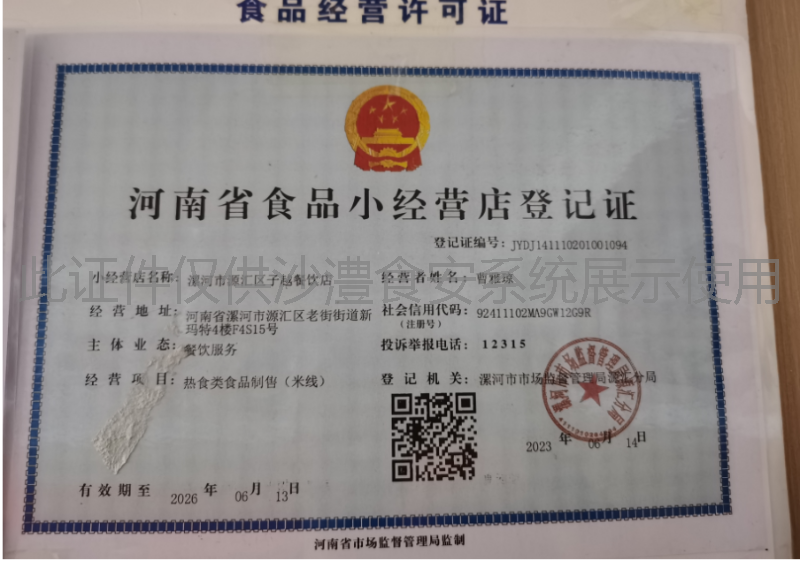 食品经营许可证
河南省食品小经营店登记证
登记证编号：JYDJ141110201001094
小经营店名称：漯河市源汇区子越餐饮店
经营者姓名：曹雅琼
此证件仅供沙澧食安系统展示使用
经营地址：河南省漯河市源汇区老街街道新
玛特4楼F4S15号
社会信用代码：92411102MA9GW12G9R
（注册号）
主体业态：餐饮服务
投诉举报电话：12315
经营项目：热食类食品制售（米线）
登记机关：漯河市市场监督管理局源汇分局
2023年06月14日
有效期至 2026年06月13日
河南省市场监督管理局监制